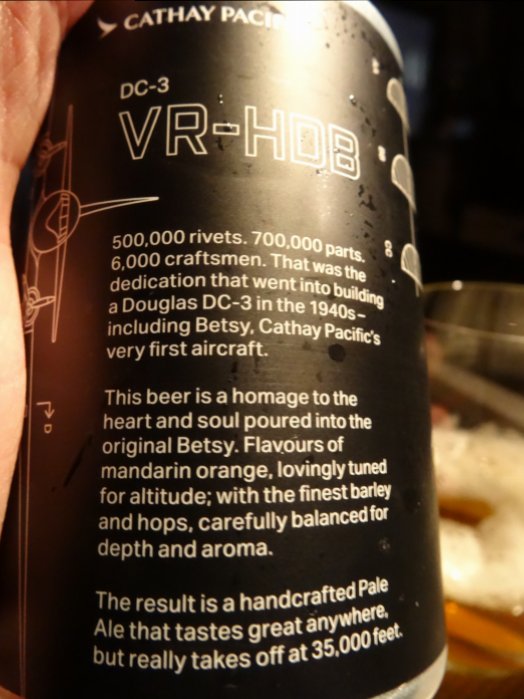 CATHAY PACIFIC
DC-3
VR-HDB
500,000 rivets. 700,000 parts.
6,000 craftsmen. That was the
dedication that went into building
a Douglas DC-3 in the 1940s–
including Betsy, Cathay Pacific's
very first aircraft.
This beer is a homage to the
heart and soul poured into the
original Betsy. Flavours of
mandarin orange, lovingly tuned
for altitude; with the finest barley
and hops, carefully balanced for
depth and aroma.
The result is a handcrafted Pale
Ale that tastes great anywhere,
but really takes off at 35,000 feet.
D